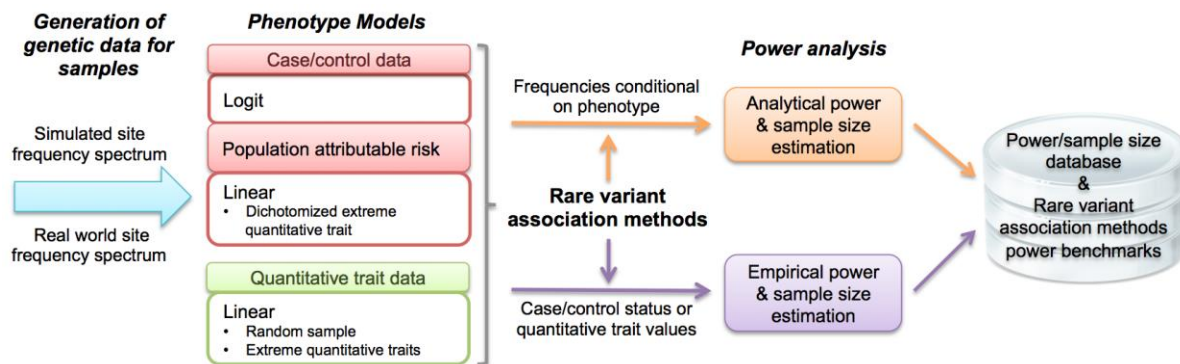 Generation of
genetic data for
samples
Simulated site
frequency spectrum
Real world site
frequency spectrum
Phenotype Models
Case/control data
Logit
Population attributable risk
Linear
• Dichotomized extreme
quantitative trait
Quantitative trait data
Linear
• Random sample
• Extreme quantitative traits
Frequencies conditional
on phenotype
Rare variant
association methods
Case/control status or
quantitative trait values
Power analysis
Analytical power
& sample size
estimation
Empirical power
& sample size
estimation
Power/sample size
database
&
Rare variant
association methods
power benchmarks